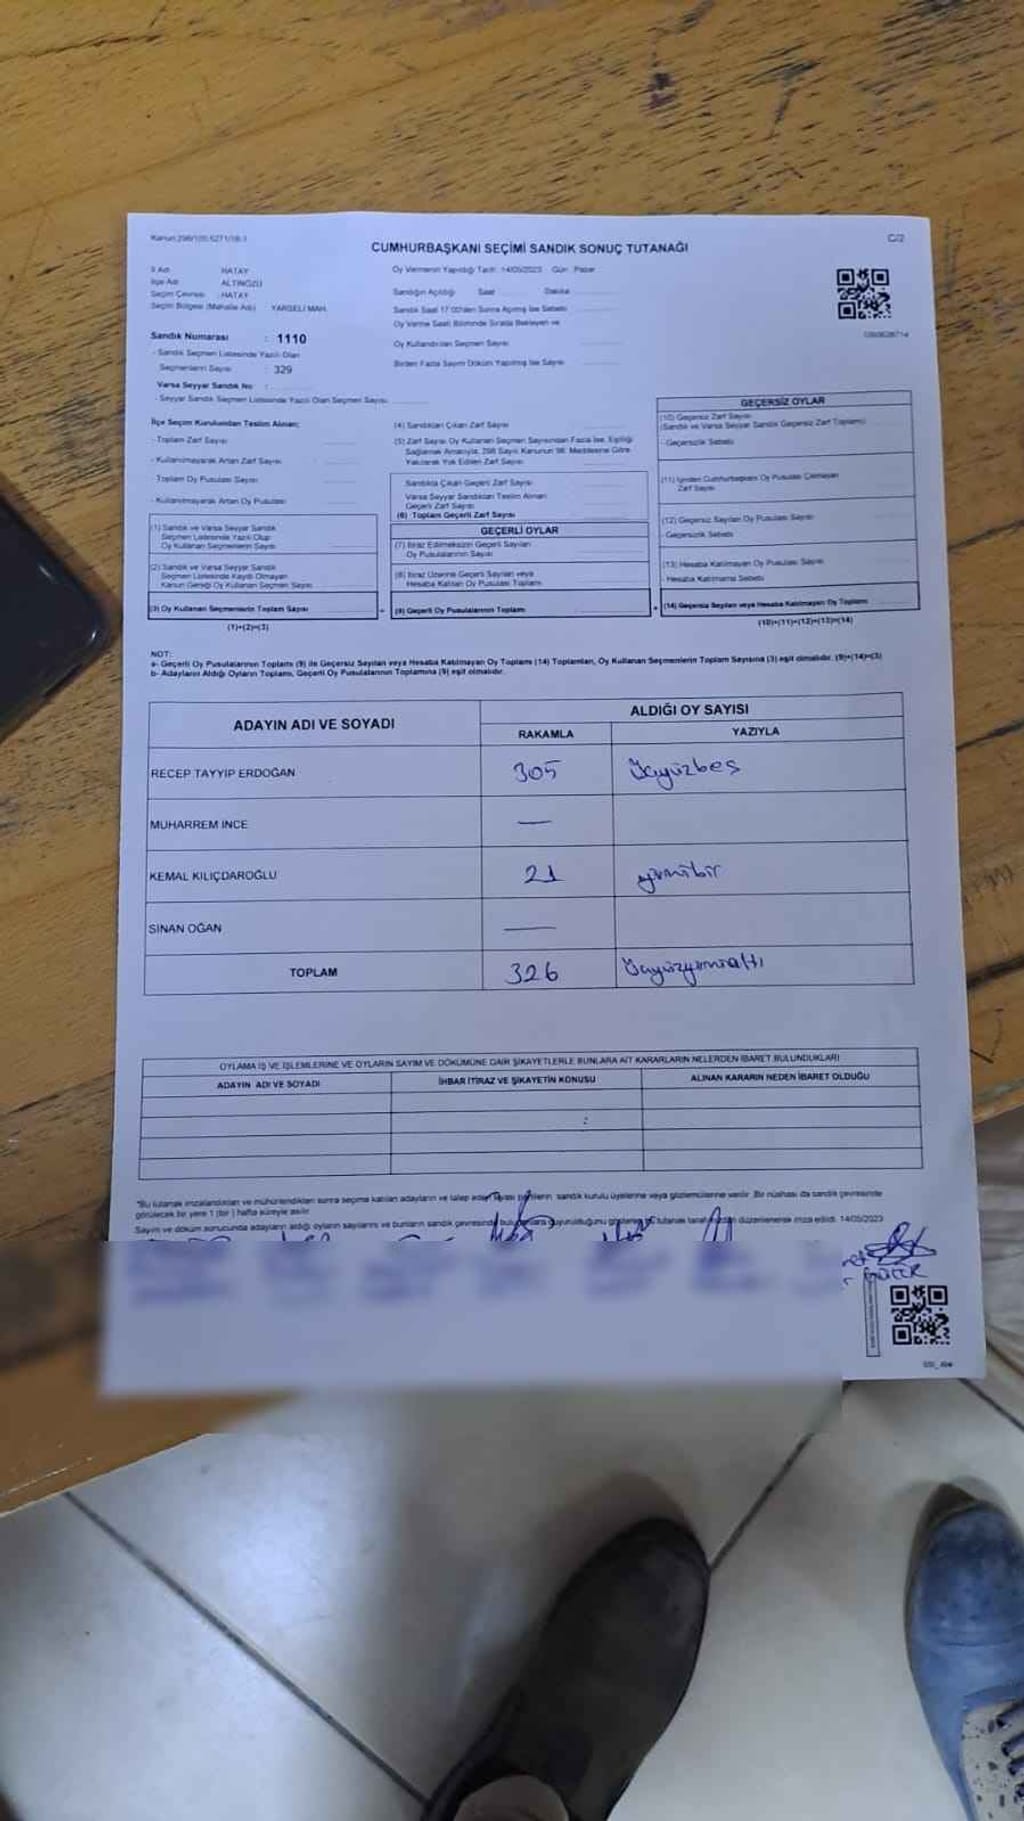 CUMHURBAŞKANI SEÇİMİ SANDIK SONUÇ TUTANAĞI
C/2
İl Adı HATAY
İlçe Adı ALTINÖZÜ
Seçim Çevresi : HATAY
Seçim Bölgesi (Mahalle Adı) YARSELİ MAH.
Oy Vermenin Yapıldığı Tarih : 14/05/2023 Gün : Pazar
Sandığın Açıldığı Saat Dakika
Sandık Saat 17:00'den Sonra Açılmış İse Sebebi
Oy Verme Saati Bitiminde Sırada Bekleyen ve
Oy Kullandırılan Seçmen Sayısı
Birden Fazla Sayım Döküm Yapılmış İse Sayısı
Sandık Numarası : 1110
- Sandık Seçmen Listesinde Yazılı Olan
Seçmenlerin Sayısı : 329
Varsa Seyyar Sandık No :
- Seyyar Sandık Seçmen Listesinde Yazılı Olan Seçmen Sayısı
İlçe Seçim Kurulundan Teslim Alınan;
- Toplam Zarf Sayısı
- Kullanılmayarak Artan Zarf Sayısı
Toplam Oy Pusulası Sayısı
- Kullanılmayarak Artan Oy Pusulası
(1) Sandık ve Varsa Seyyar Sandık
Seçmen Listesinde Yazılı Olup
Oy Kullanan Seçmenlerin Sayısı
(2) Sandık ve Varsa Seyyar Sandık
Seçmen Listesinde Kaydı Olmayan
Kanun Gereği Oy Kullanan Seçmen Sayısı
(3) Oy Kullanan Seçmenlerin Toplam Sayısı
(1)+(2)=(3)
(4) Sandıktan Çıkan Zarf Sayısı
(5) Zarf Sayısı Oy Kullanan Seçmen Sayısından Fazla İse, Eşitliği
Sağlamak Amacıyla, 298 Sayılı Kanunun 98. Maddesine Göre
Yakılarak Yok Edilen Zarf Sayısı
Sandıkta Çıkan Geçerli Zarf Sayısı
Varsa Seyyar Sandıktan Teslim Alınan
Geçerli Zarf Sayısı
(6) Toplam Geçerli Zarf Sayısı
GEÇERLİ OYLAR
(7) İtiraz Edilmeksizin Geçerli Sayılan
Oy Pusulalarının Sayısı
(8) İtiraz Üzerine Geçerli Sayılan veya
Hesaba Katılan Oy Pusulası Toplamı
(9) Geçerli Oy Pusulalarının Toplamı
GEÇERSİZ OYLAR
(10) Geçersiz Zarf Sayısı
(Sandık ve Varsa Seyyar Sandık Geçersiz Zarf Toplamı)
- Geçersizlik Sebebi
(11) İçinden Cumhurbaşkanı Oy Pusulası Çıkmayan
Zarf Sayısı
(12) Geçersiz Sayılan Oy Pusulası Sayısı
- Geçersizlik Sebebi
(13) Hesaba Katılmayan Oy Pusulası Sayısı
- Hesaba Katılmama Sebebi
(14) Geçersiz Sayılan veya Hesaba Katılmayan Oy Toplamı
(10)+(11)+(12)+(13)=(14)
NOT:
a- Geçerli Oy Pusulalarının Toplamı (9) ile Geçersiz Sayılan veya Hesaba Katılmayan Oy Toplamı (14) Toplamları, Oy Kullanan Seçmenlerin Toplam Sayısına (3) eşit olmalıdır. (9)+(14)=(3)
b- Adayların Aldığı Oyların Toplamı, Geçerli Oy Pusulalarının Toplamına (9) eşit olmalıdır.
ADAYIN ADI VE SOYADI ALDIĞI OY SAYISI
RAKAMLA YAZIYLA
RECEP TAYYIP ERDOĞAN 305 Üçyüzbeş
MUHARREM İNCE —
KEMAL KILIÇDAROĞLU 21 yirmibir
SİNAN OĞAN —
TOPLAM 326 Üçyüzyirmialtı
OYLAMA İŞ VE İŞLEMLERİNE VE OYLARIN SAYIM VE DÖKÜMÜNE DAİR ŞİKAYETLERLE BUNLARA AİT KARARLARIN NELERDEN İBARET BULUNDUKLARI
ADAYIN ADI VE SOYADI İHBAR İTİRAZ VE ŞİKAYETİN KONUSU ALINAN KARARIN NEDEN İBARET OLDUĞU
:
*Bu tutanak imzalandıktan ve mühürlendikten sonra seçime katılan adayların ve talep eden siyasi partilerin sandık kurulu üyelerine veya gözlemcilerine verilir. Bir nüshası da sandık çevresinde
görülecek bir yere 1 (bir) hafta süreyle asılır.
Sayım ve döküm sonucunda adayların aldığı oyların sayılarını ve bunların sandık çevresinde 14/05/2023